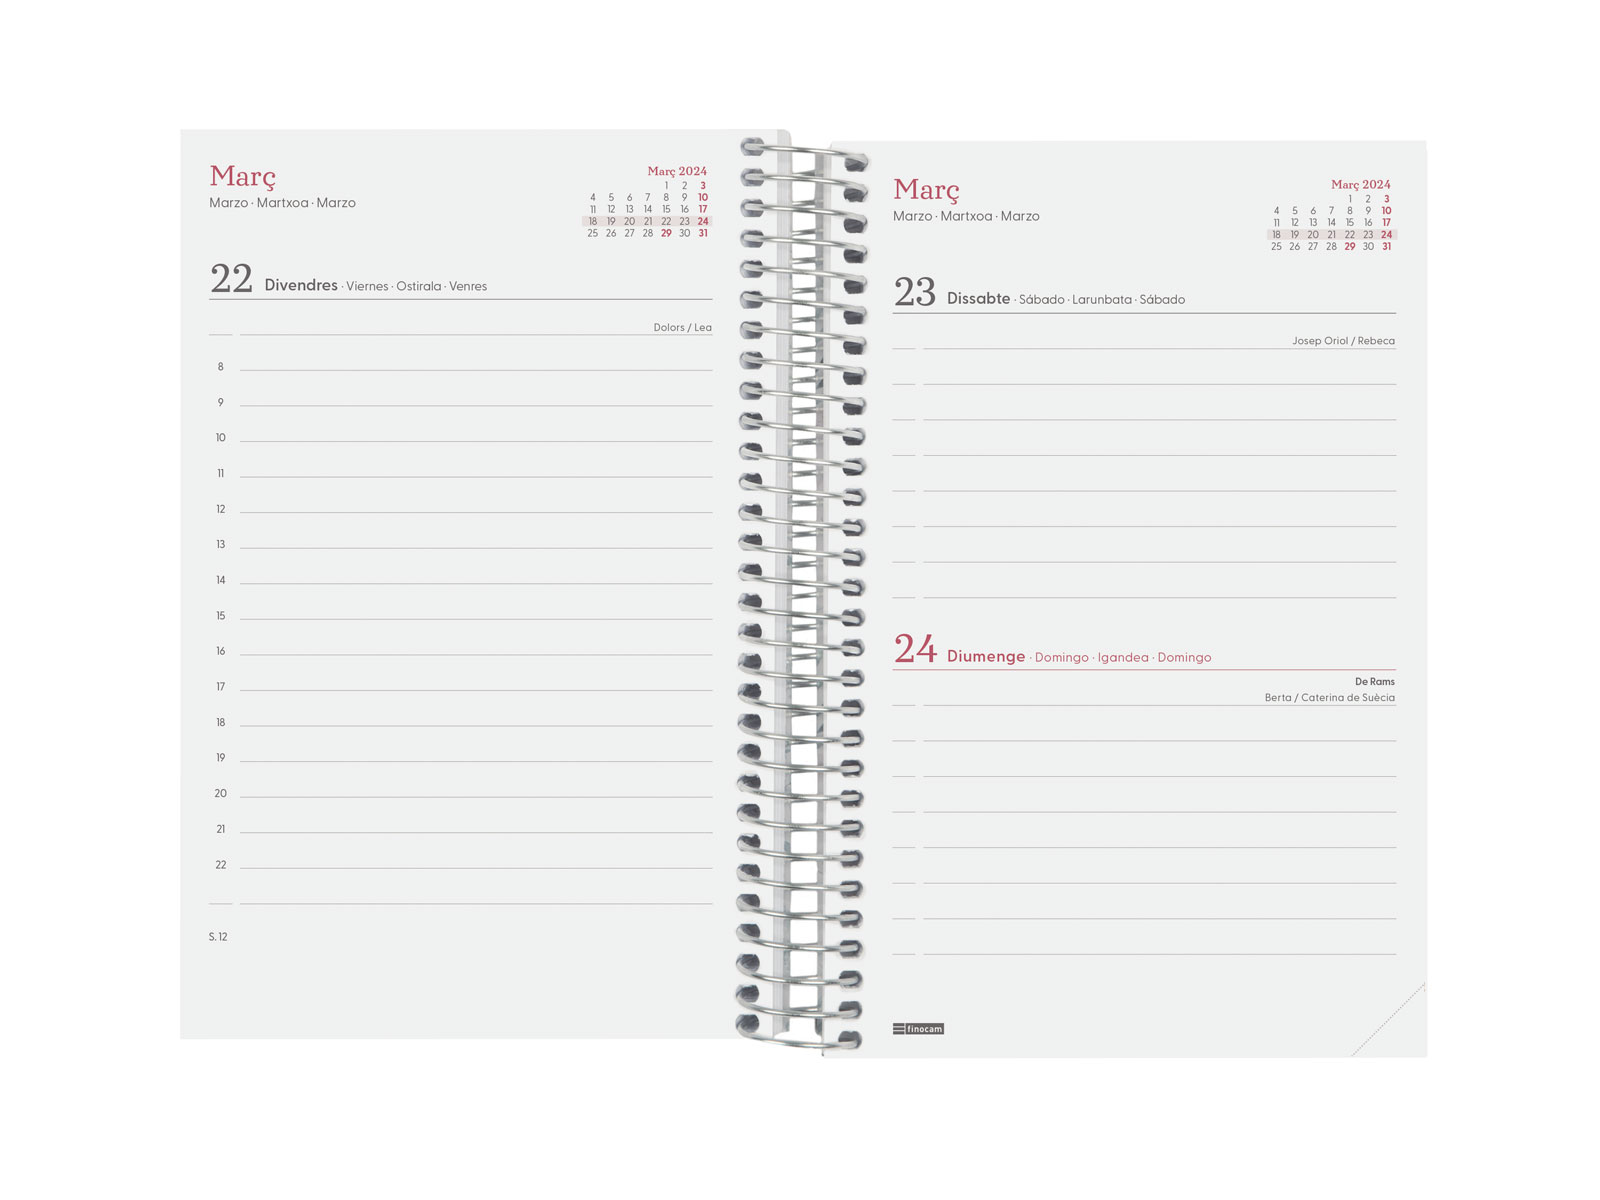 Març
Marzo · Martxoa · Marzo
Març 2024
1 2 3
4 5 6 7 8 9 10
11 12 13 14 15 16 17
18 19 20 21 22 23 24
25 26 27 28 29 30 31
22 Divendres · Viernes · Ostirala · Venres
Dolors / Lea
8
9
10
11
12
13
14
15
16
17
18
19
20
21
22
S. 12
Març
Marzo · Martxoa · Marzo
Març 2024
1 2 3
4 5 6 7 8 9 10
11 12 13 14 15 16 17
18 19 20 21 22 23 24
25 26 27 28 29 30 31
23 Dissabte · Sábado · Larunbata · Sábado
Josep Oriol / Rebeca
24 Diumenge · Domingo · Igandea · Domingo
De Rams
Berta / Caterina de Suècia
finocam